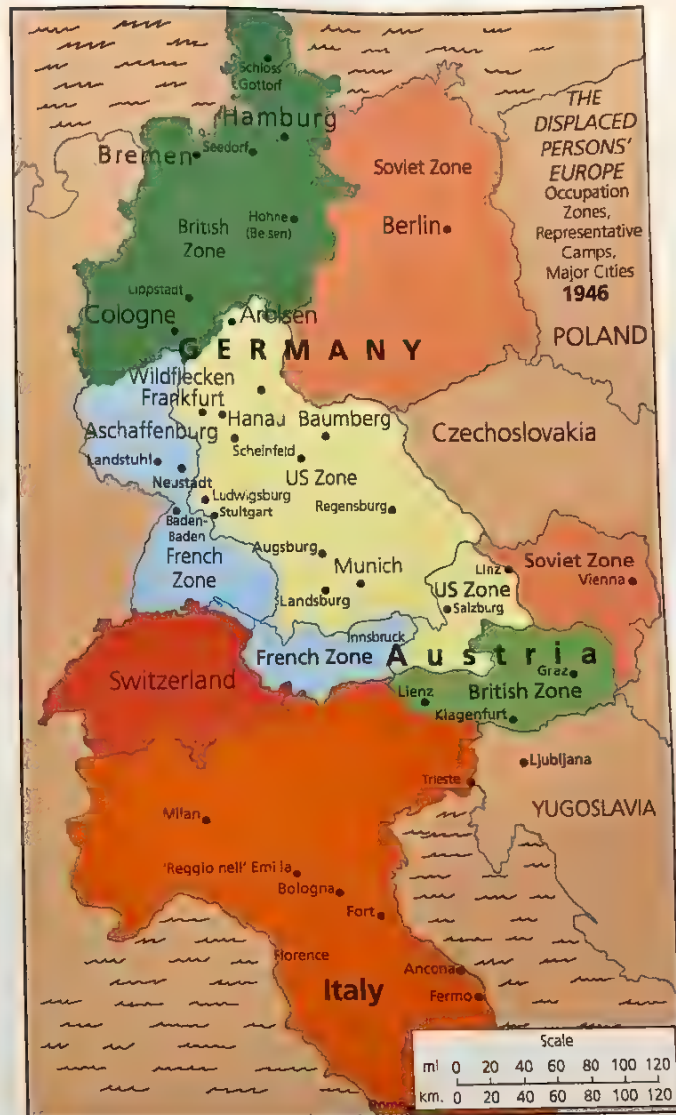 Schloss
Gottorf
Hamburg
THE
DISPLACED
PERSONS'
EUROPE
Occupation
Zones,
Representative
Camps,
Major Cities
1946
Bremen
Seedorf
Soviet Zone
Hohne
(Belsen)
British
Zone
Berlin
Lippstadt
Cologne
Arolsen
GERMANY
POLAND
Wildflecken
Frankfurt
Hanau
Baumberg
Aschaffenburg
Czechoslovakia
Scheinfeld
Landstuhl
US Zone
Neustadt
Ludwigsburg
Stuttgart
Regensburg
Baden-
Baden
French
Zone
Augsburg
Munich
Linz
Soviet Zone
Vienna
US Zone
Landsburg
Salzburg
Innsbruck
French Zone
Austria
Graz
Switzerland
Lienz
British Zone
Klagenfurt
Ljubljana
Trieste
Milan
YUGOSLAVIA
'Reggio nell' Emilia
Bologna
Fort
Florence
Ancona
Italy
Fermo
Scale
mi 0 20 40 60 80 100 120
km. 0 20 40 60 80 100 120
Rome